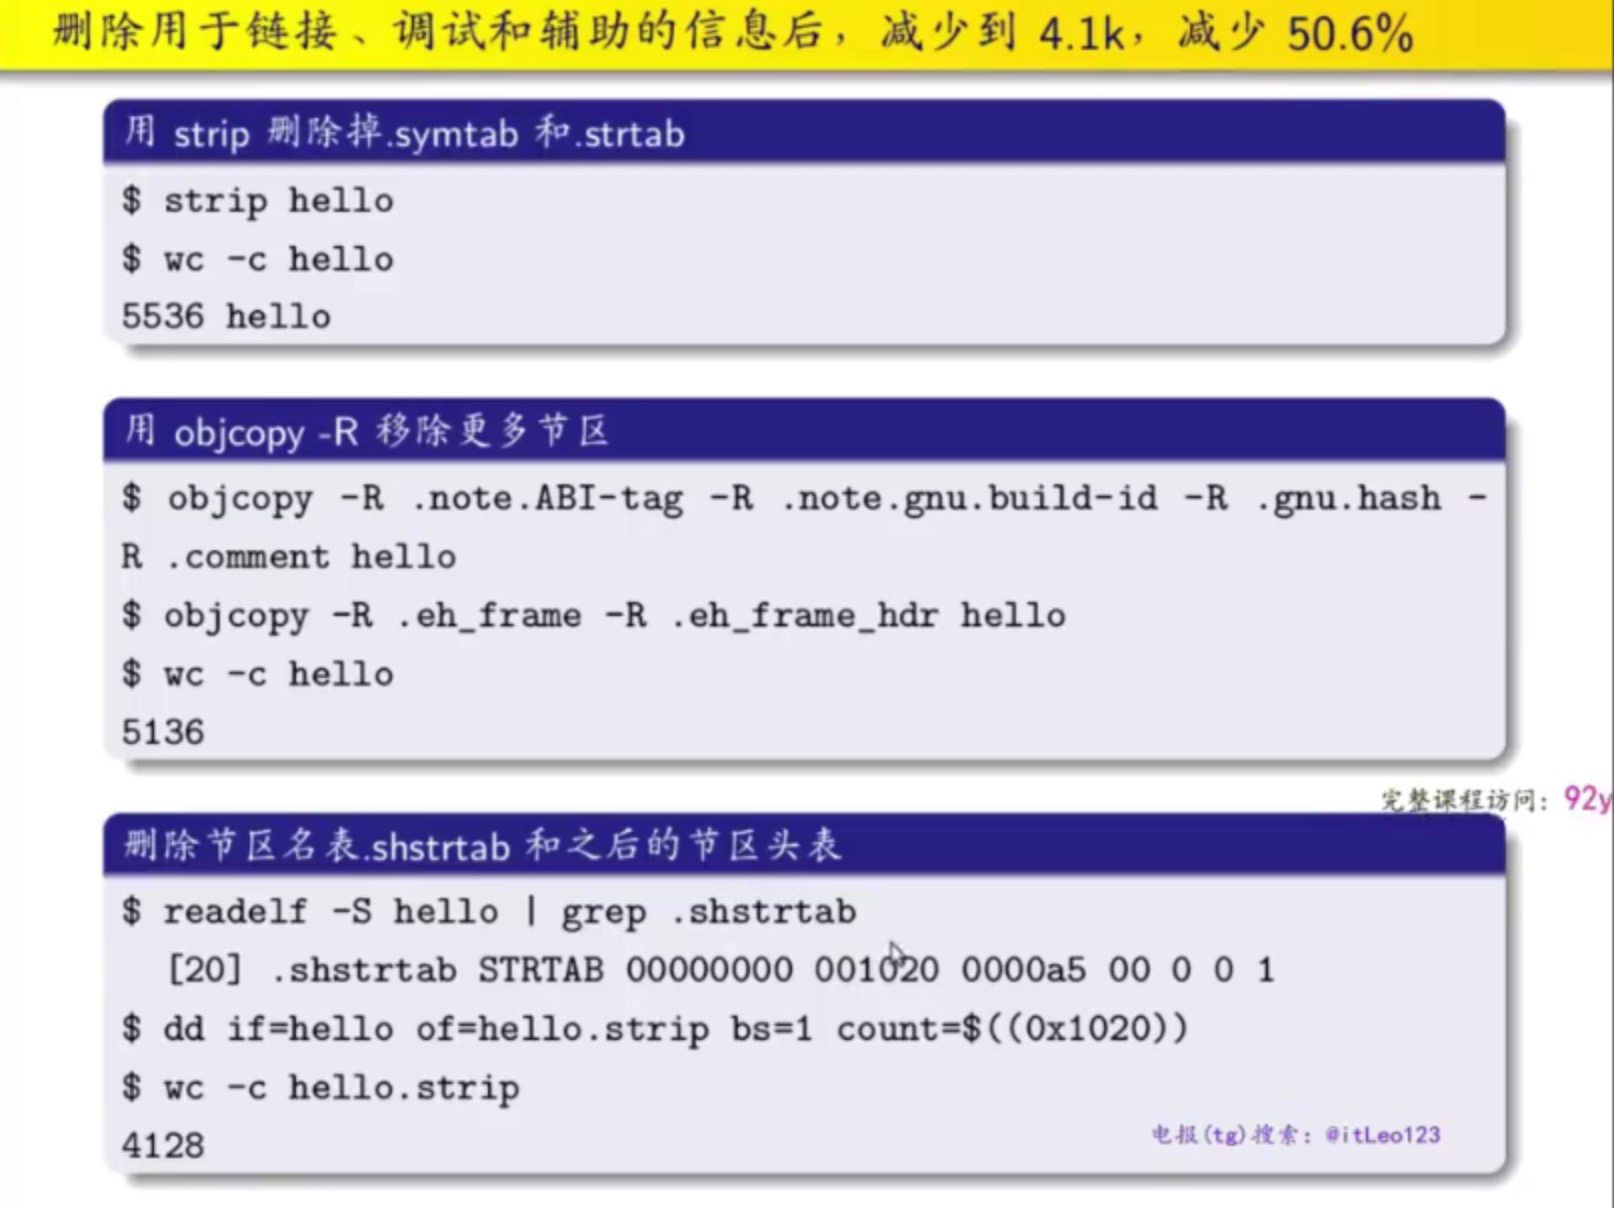 删除用于链接、调试和辅助的信息后，减少到 4.1k，减少 50.6%
用 strip 删除掉.symtab 和.strtab
$ strip hello
$ wc -c hello
5536 hello
用 objcopy -R 移除更多节区
$ objcopy -R .note.ABI-tag -R .note.gnu.build-id -R .gnu.hash -
R .comment hello
$ objcopy -R .eh_frame -R .eh_frame_hdr hello
$ wc -c hello
5136
完整课程访问：92y
删除节区名表.shstrtab 和之后的节区头表
$ readelf -S hello | grep .shstrtab
[20] .shstrtab STRTAB 00000000 001020 0000a5 00 0 0 1
$ dd if=hello of=hello.strip bs=1 count=$((0x1020))
$ wc -c hello.strip
4128
电报(tg)搜索：@itLeo123